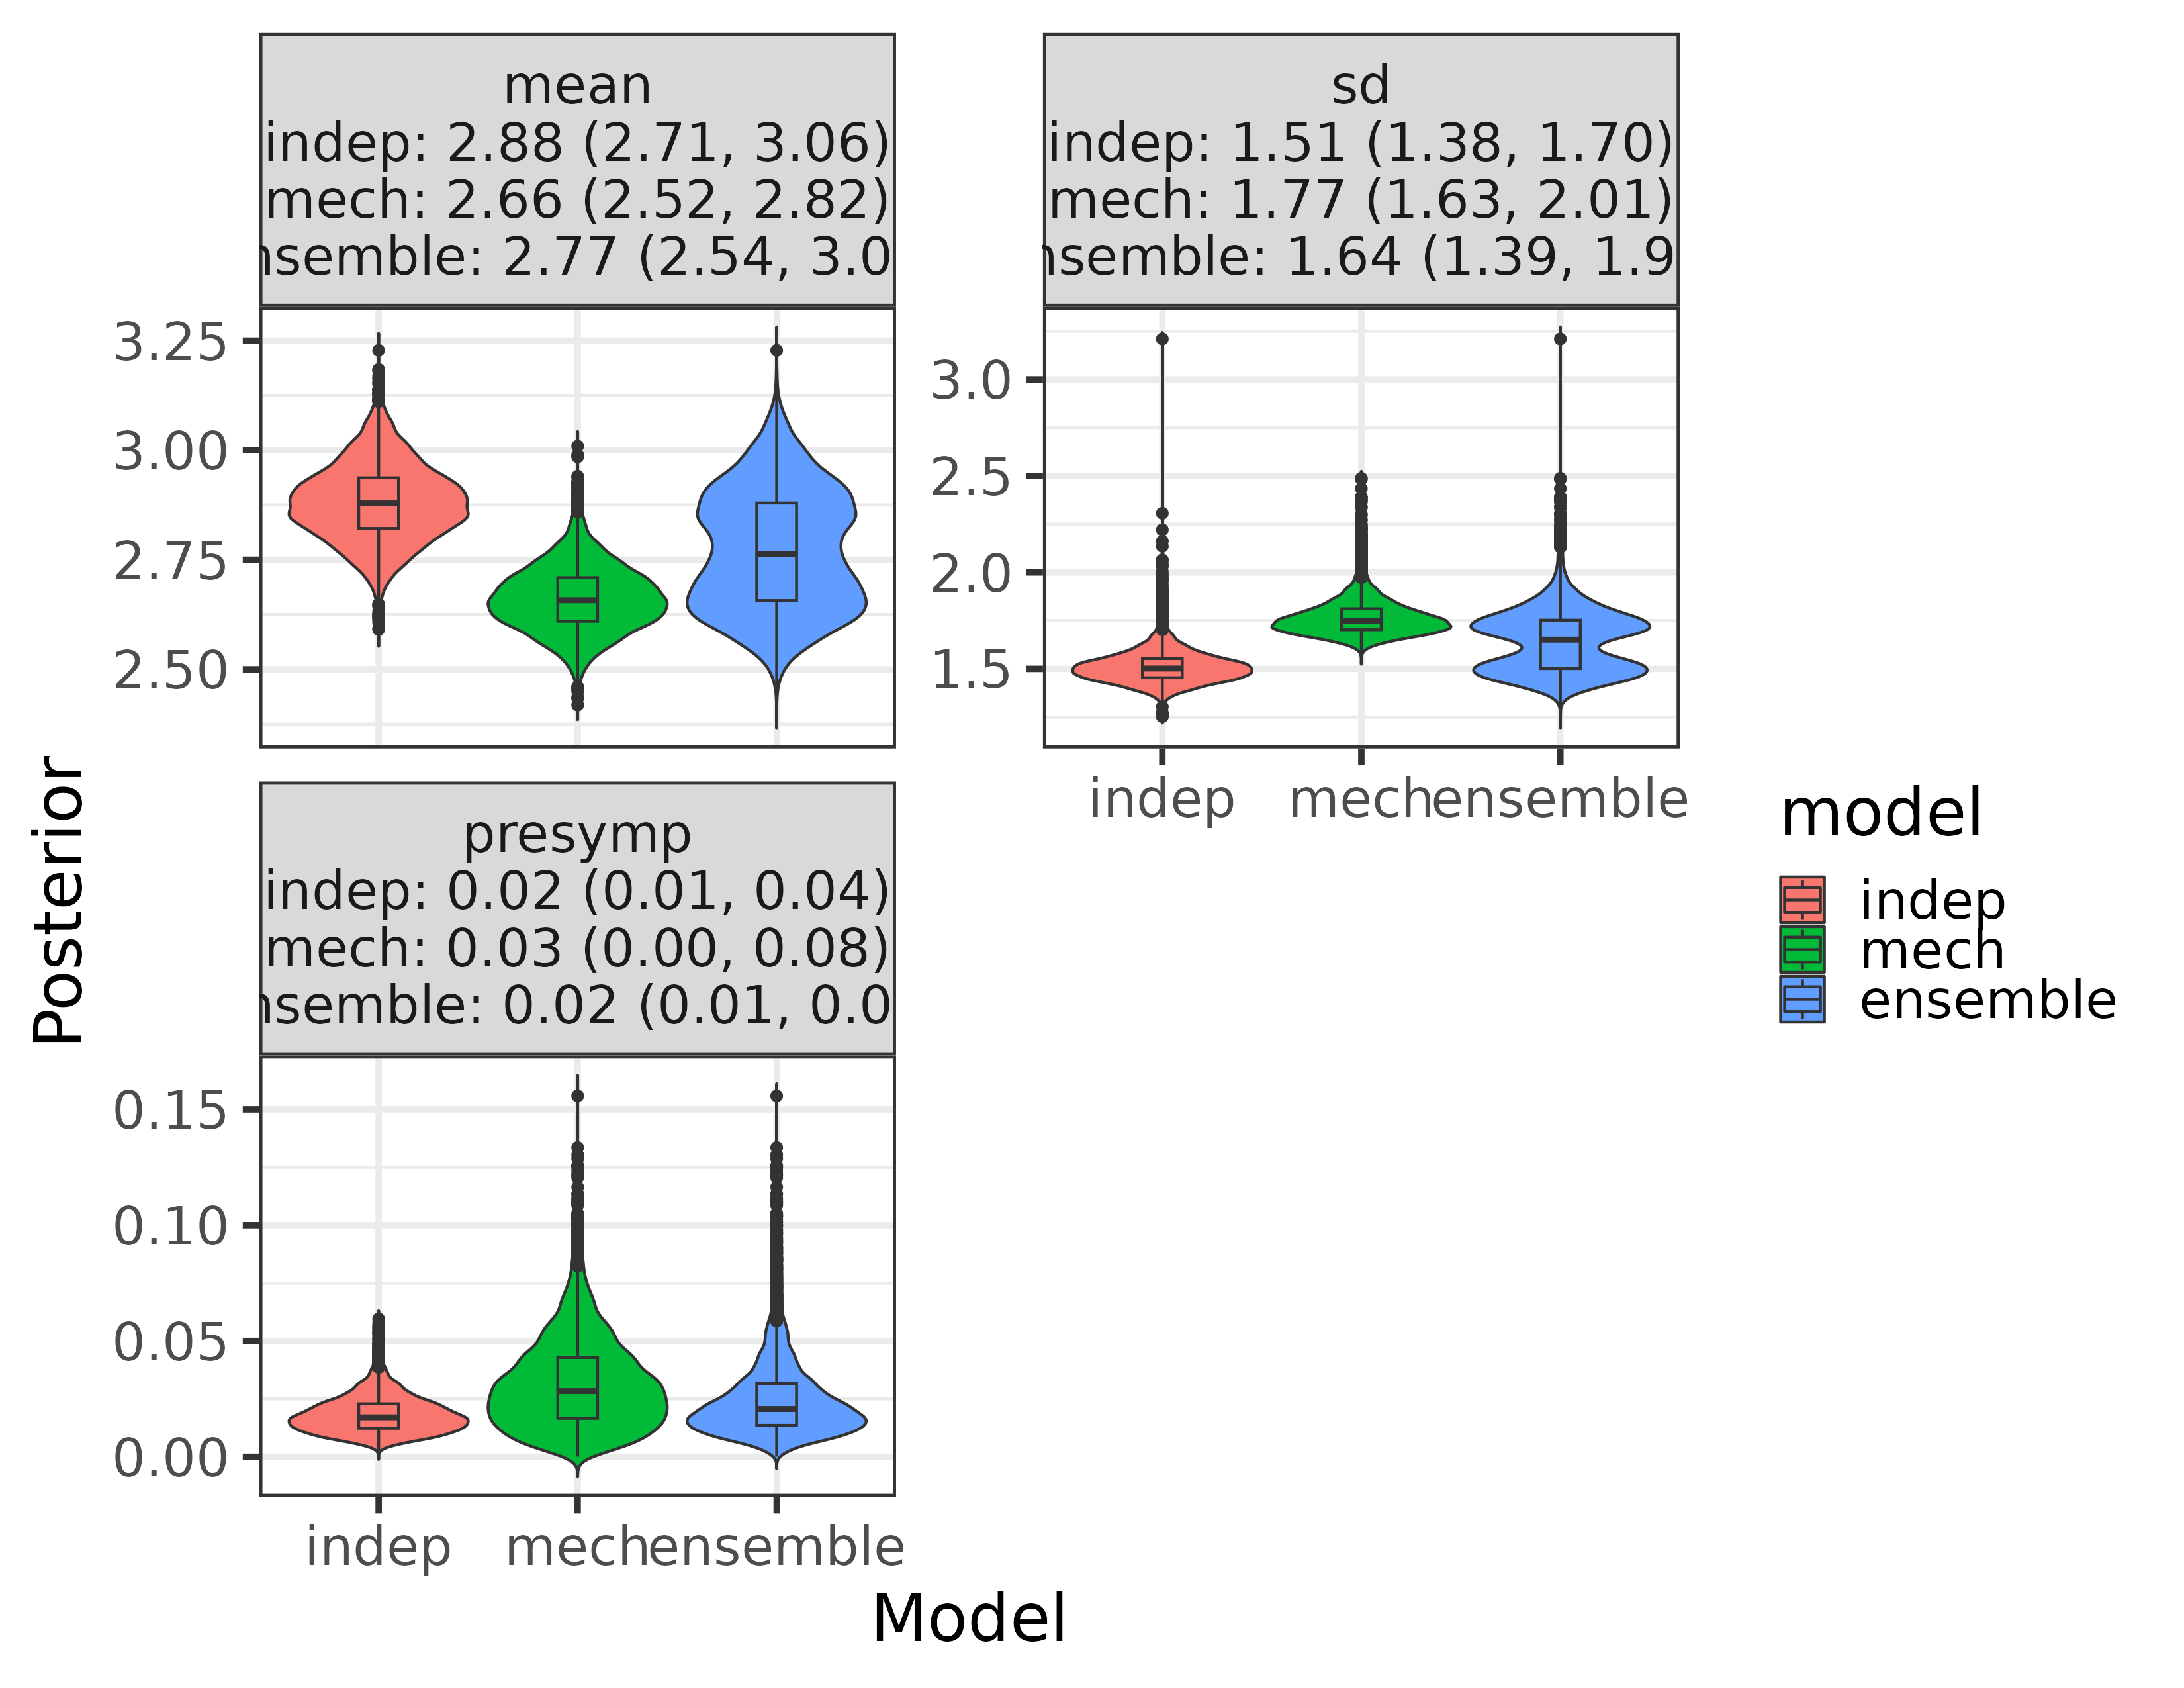 mean
indep: 2.88 (2.71, 3.06)
mech: 2.66 (2.52, 2.82)
nsemble: 2.77 (2.54, 3.0
3.25
3.00
2.75
2.50
sd
indep: 1.51 (1.38, 1.70)
mech: 1.77 (1.63, 2.01)
nsemble: 1.64 (1.39, 1.9
3.0
2.5
2.0
1.5
indep
mech
ensemble
presymp
indep: 0.02 (0.01, 0.04)
mech: 0.03 (0.00, 0.08)
nsemble: 0.02 (0.01, 0.0
0.15
0.10
0.05
0.00
indep
mech
ensemble
Posterior
Model
model
indep
mech
ensemble